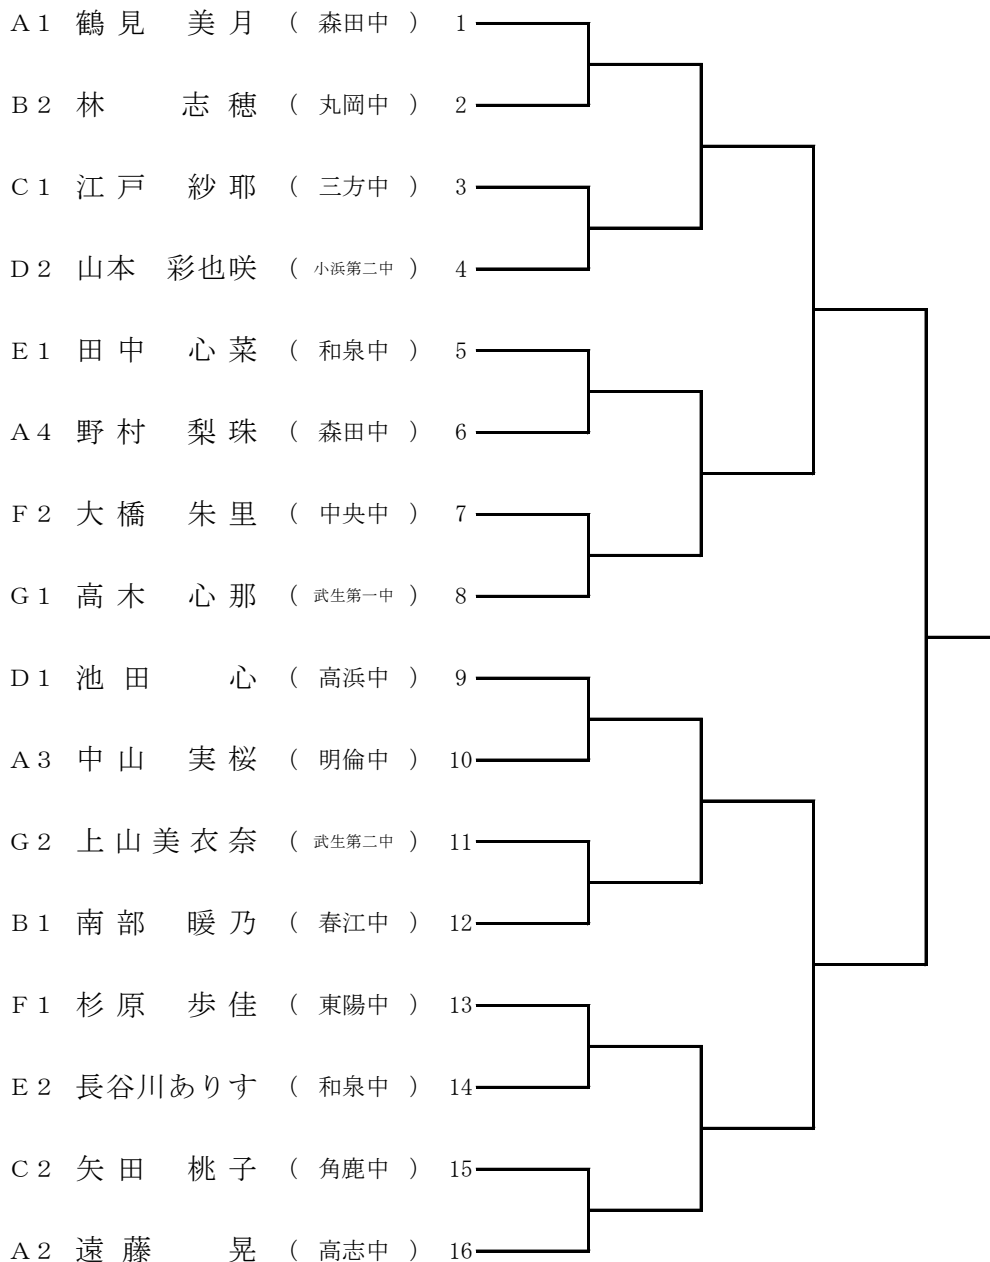 A1 鶴見 美月 ( 森田中 ) 1
B2 林 志穂 ( 丸岡中 ) 2
C1 江戸 紗耶 ( 三方中 ) 3
D2 山本 彩也咲 ( 小浜第二中 ) 4
E1 田中 心菜 ( 和泉中 ) 5
A4 野村 梨珠 ( 森田中 ) 6
F2 大橋 朱里 ( 中央中 ) 7
G1 高木 心那 ( 武生第一中 ) 8
D1 池田 心 ( 高浜中 ) 9
A3 中山 実桜 ( 明倫中 ) 10
G2 上山美衣奈 ( 武生第二中 ) 11
B1 南部 暖乃 ( 春江中 ) 12
F1 杉原 歩佳 ( 東陽中 ) 13
E2 長谷川ありす ( 和泉中 ) 14
C2 矢田 桃子 ( 角鹿中 ) 15
A2 遠藤 晃 ( 高志中 ) 16